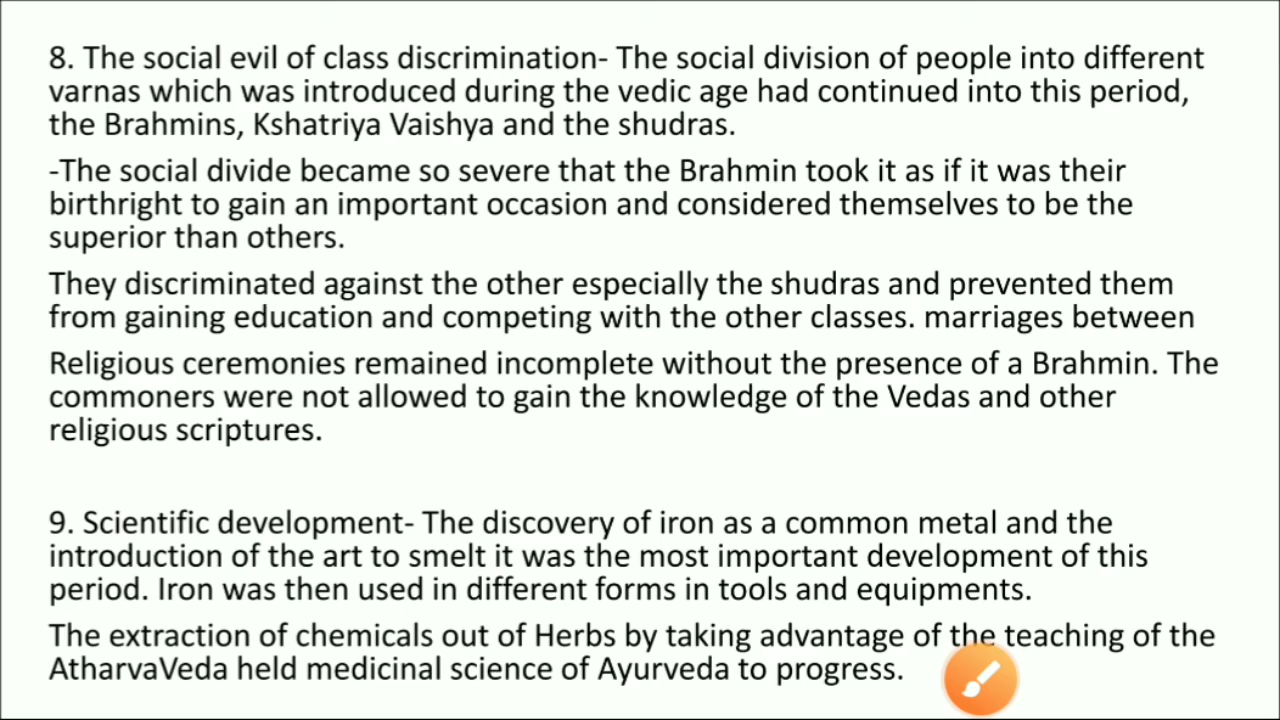 8. The social evil of class discrimination- The social division of people into different
varnas which was introduced during the vedic age had continued into this period,
the Brahmins, Kshatriya Vaishya and the shudras.
-The social divide became so severe that the Brahmin took it as if it was their
birthright to gain an important occasion and considered themselves to be the
superior than others.
They discriminated against the other especially the shudras and prevented them
from gaining education and competing with the other classes. marriages between
Religious ceremonies remained incomplete without the presence of a Brahmin. The
commoners were not allowed to gain the knowledge of the Vedas and other
religious scriptures.
9. Scientific development- The discovery of iron as a common metal and the
introduction of the art to smelt it was the most important development of this
period. Iron was then used in different forms in tools and equipments.
The extraction of chemicals out of Herbs by taking advantage of the teaching of the
AtharvaVeda held medicinal science of Ayurveda to progress.